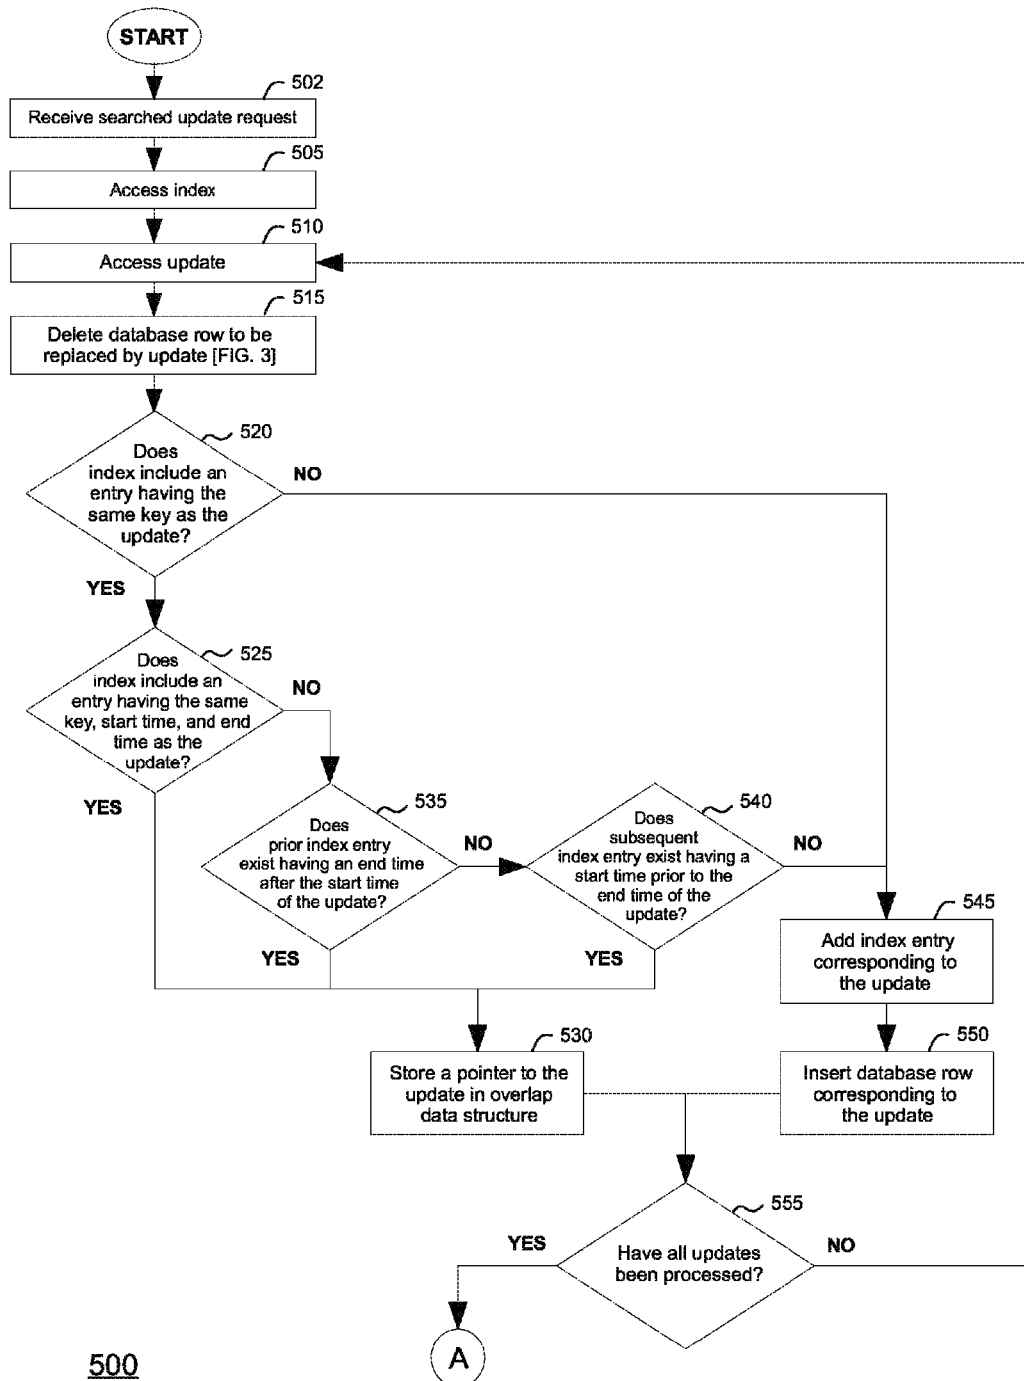 START
502
Receive searched update request
505
Access index
510
Access update
515
Delete database row to be
replaced by update [FIG. 3]
520
Does
index include an
entry having the
same key as the
update?
NO
YES
525
Does
index include an
entry having the same
key, start time, and end
time as the
update?
NO
YES
535
Does
prior index entry
exist having an end time
after the start time
of the update?
NO
YES
540
Does
subsequent
index entry exist having a
start time prior to the
end time of the
update?
NO
YES
545
Add index entry
corresponding to
the update
530
Store a pointer to the
update in overlap
data structure
550
Insert database row
corresponding to
the update
555
Have all updates
been processed?
YES
NO
A
500